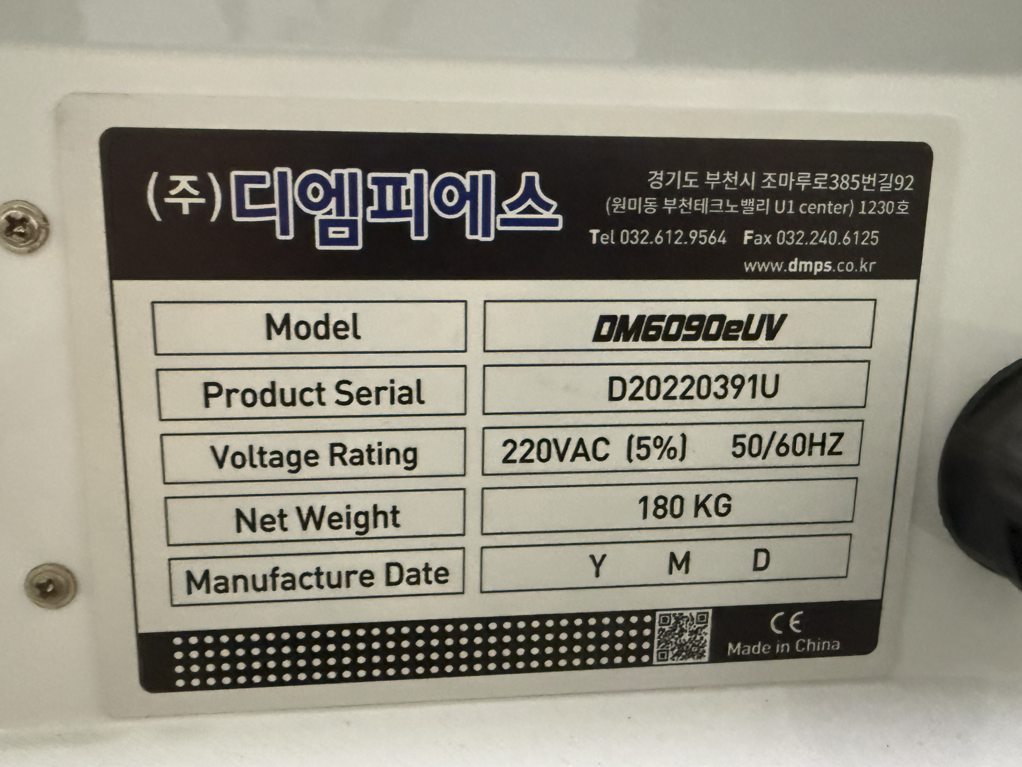 (주)디엠피에스
경기도 부천시 조마루로385번길92
(원미동 부천테크노밸리 U1 center) 1230호
Tel 032.612.9564 Fax 032.240.6125
www.dmps.co.kr
Model DM6090eUV
Product Serial D20220391U
Voltage Rating 220VAC (5%) 50/60HZ
Net Weight 180 KG
Manufacture Date Y M D
CE
Made in China